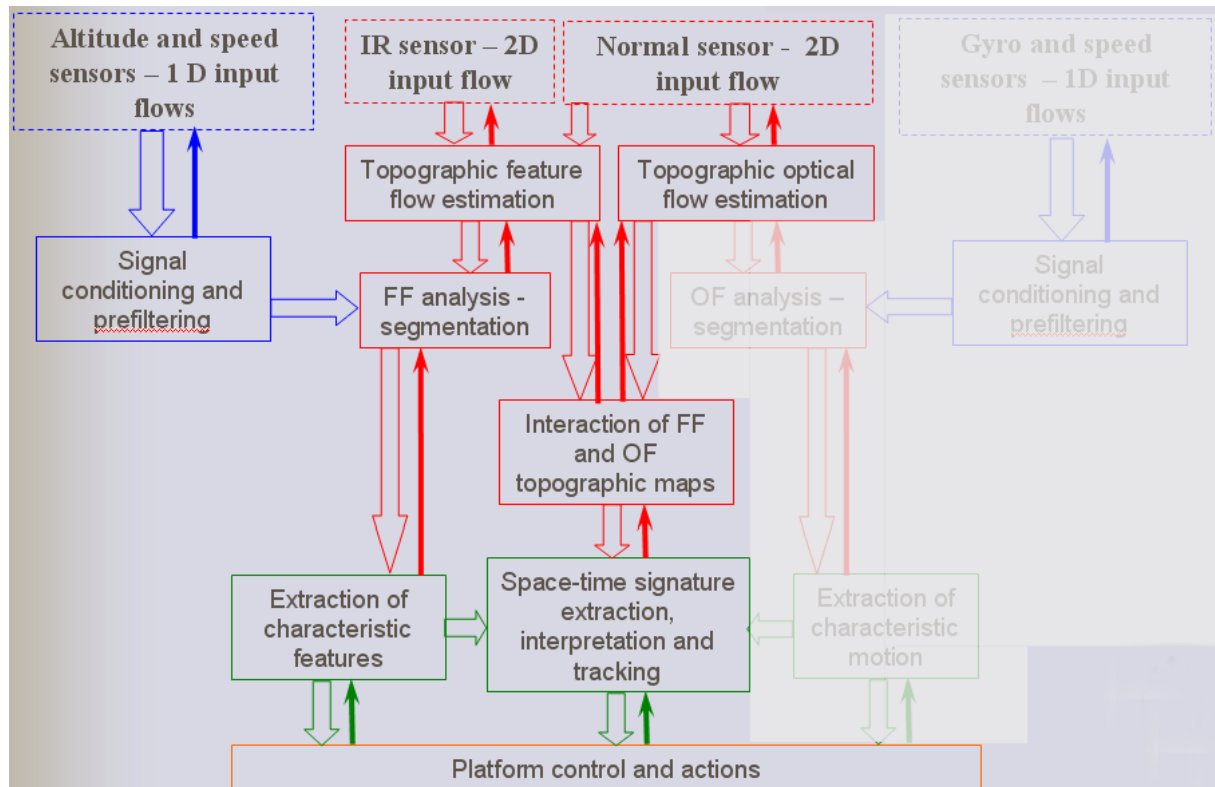 Altitude and speed
sensors – 1 D input
flows
IR sensor – 2D
input flow
Normal sensor -  2D
input flow
Gyro and speed
sensors  – 1D input
flows
Topographic feature
flow estimation
Topographic optical
flow estimation
Signal
conditioning and
prefiltering
FF analysis -
segmentation
OF analysis –
segmentation
Signal
conditioning and
prefiltering
Interaction of FF
and OF
topographic maps
Extraction of
characteristic
features
Space-time signature
extraction,
interpretation and
tracking
Extraction of
characteristic
motion
Platform control and actions